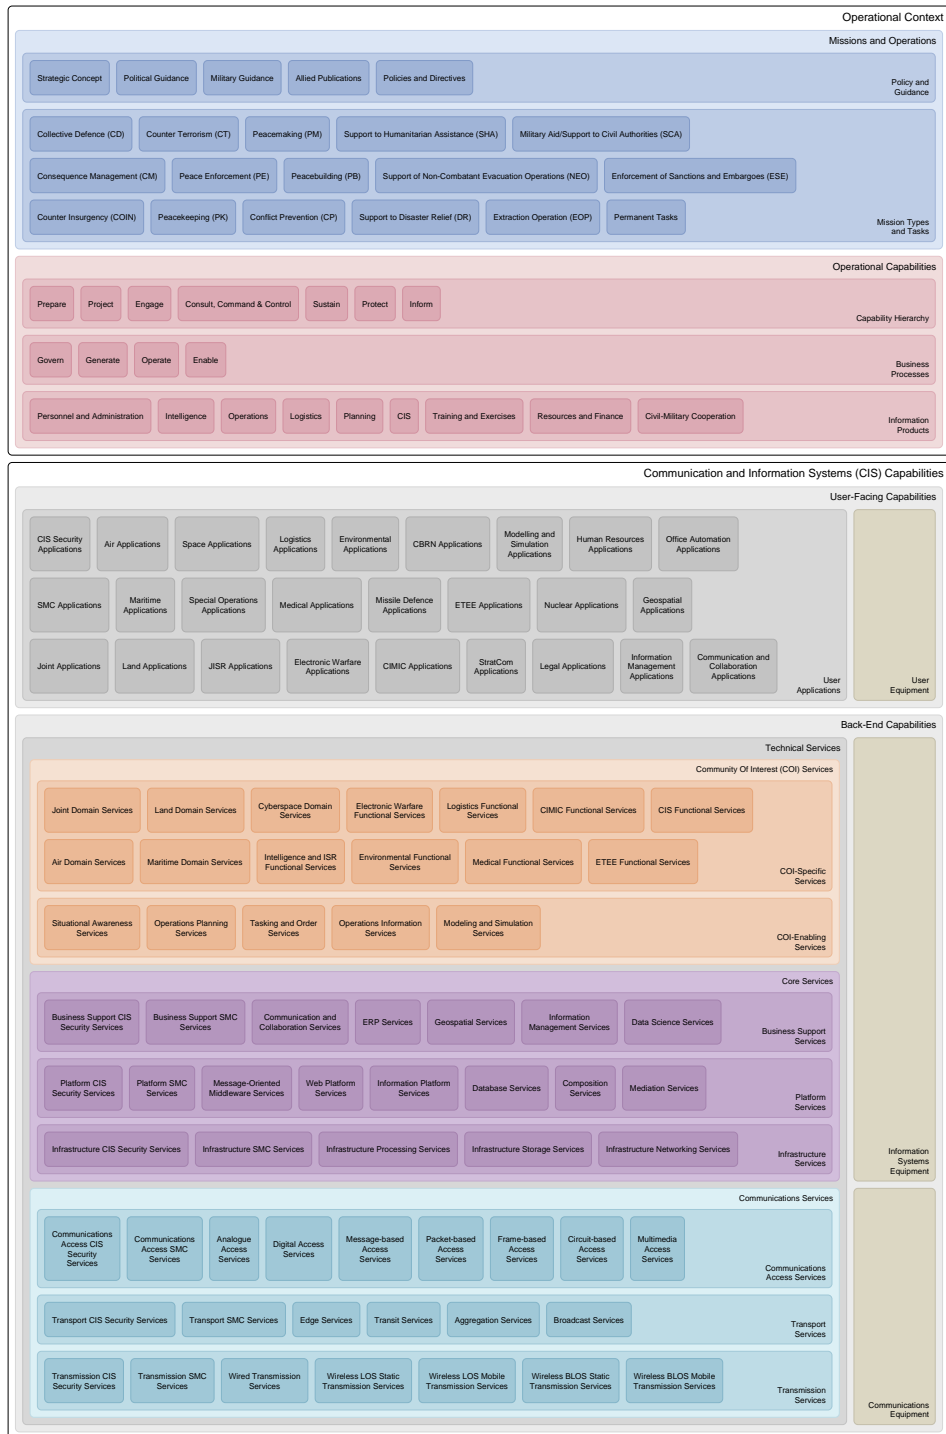 Operational Context
Missions and Operations
Strategic Concept
Political Guidance
Military Guidance
Allied Publications
Policies and Directives
Policy and
Guidance
Collective Defence (CD)
Counter Terrorism (CT)
Peacemaking (PM)
Support to Humanitarian Assistance (SHA)
Military Aid/Support to Civil Authorities (SCA)
Consequence Management (CM)
Peace Enforcement (PE)
Peacebuilding (PB)
Support of Non-Combatant Evacuation Operations (NEO)
Enforcement of Sanctions and Embargoes (ESE)
Counter Insurgency (COIN)
Peacekeeping (PK)
Conflict Prevention (CP)
Support to Disaster Relief (DR)
Extraction Operation (EOP)
Permanent Tasks
Mission Types
and Tasks
Operational Capabilities
Prepare
Project
Engage
Consult, Command & Control
Sustain
Protect
Inform
Capability Hierarchy
Govern
Generate
Operate
Enable
Business
Processes
Personnel and Administration
Intelligence
Operations
Logistics
Planning
CIS
Training and Exercises
Resources and Finance
Civil-Military Cooperation
Information
Products
Communication and Information Systems (CIS) Capabilities
User-Facing Capabilities
CIS Security
Applications
Air Applications
Space Applications
Logistics
Applications
Environmental
Applications
CBRN Applications
Modelling and
Simulation
Applications
Human Resources
Applications
Office Automation
Applications
SMC Applications
Maritime
Applications
Special Operations
Applications
Medical Applications
Missile Defence
Applications
ETEE Applications
Nuclear Applications
Geospatial
Applications
Joint Applications
Land Applications
JISR Applications
Electronic Warfare
Applications
CIMIC Applications
StratCom
Applications
Legal Applications
Information
Management
Applications
Communication and
Collaboration
Applications
User
Applications
User
Equipment
Back-End Capabilities
Technical Services
Community Of Interest (COI) Services
Joint Domain Services
Land Domain Services
Cyberspace Domain
Services
Electronic Warfare
Functional Services
Logistics Functional
Services
CIMIC Functional Services
CIS Functional Services
Air Domain Services
Maritime Domain Services
Intelligence and ISR
Functional Services
Environmental Functional
Services
Medical Functional Services
ETEE Functional Services
COI-Specific
Services
Situational Awareness
Services
Operations Planning
Services
Tasking and Order
Services
Operations Information
Services
Modeling and Simulation
Services
COI-Enabling
Services
Core Services
Business Support CIS
Security Services
Business Support SMC
Services
Communication and
Collaboration Services
ERP Services
Geospatial Services
Information
Management Services
Data Science Services
Business Support
Services
Platform CIS
Security Services
Platform SMC
Services
Message-Oriented
Middleware Services
Web Platform
Services
Information Platform
Services
Database Services
Composition
Services
Mediation Services
Platform
Services
Infrastructure CIS Security Services
Infrastructure SMC Services
Infrastructure Processing Services
Infrastructure Storage Services
Infrastructure Networking Services
Infrastructure
Services
Information
Systems
Equipment
Communications Services
Communications
Access CIS
Security
Services
Communications
Access SMC
Services
Analogue
Access
Services
Digital Access
Services
Message-based
Access
Services
Packet-based
Access
Services
Frame-based
Access
Services
Circuit-based
Access
Services
Multimedia
Access
Services
Communications
Access Services
Transport CIS Security Services
Transport SMC Services
Edge Services
Transit Services
Aggregation Services
Broadcast Services
Transport
Services
Transmission CIS
Security Services
Transmission SMC
Services
Wired Transmission
Services
Wireless LOS Static
Transmission Services
Wireless LOS Mobile
Transmission Services
Wireless BLOS Static
Transmission Services
Wireless BLOS Mobile
Transmission Services
Transmission
Services
Communications
Equipment